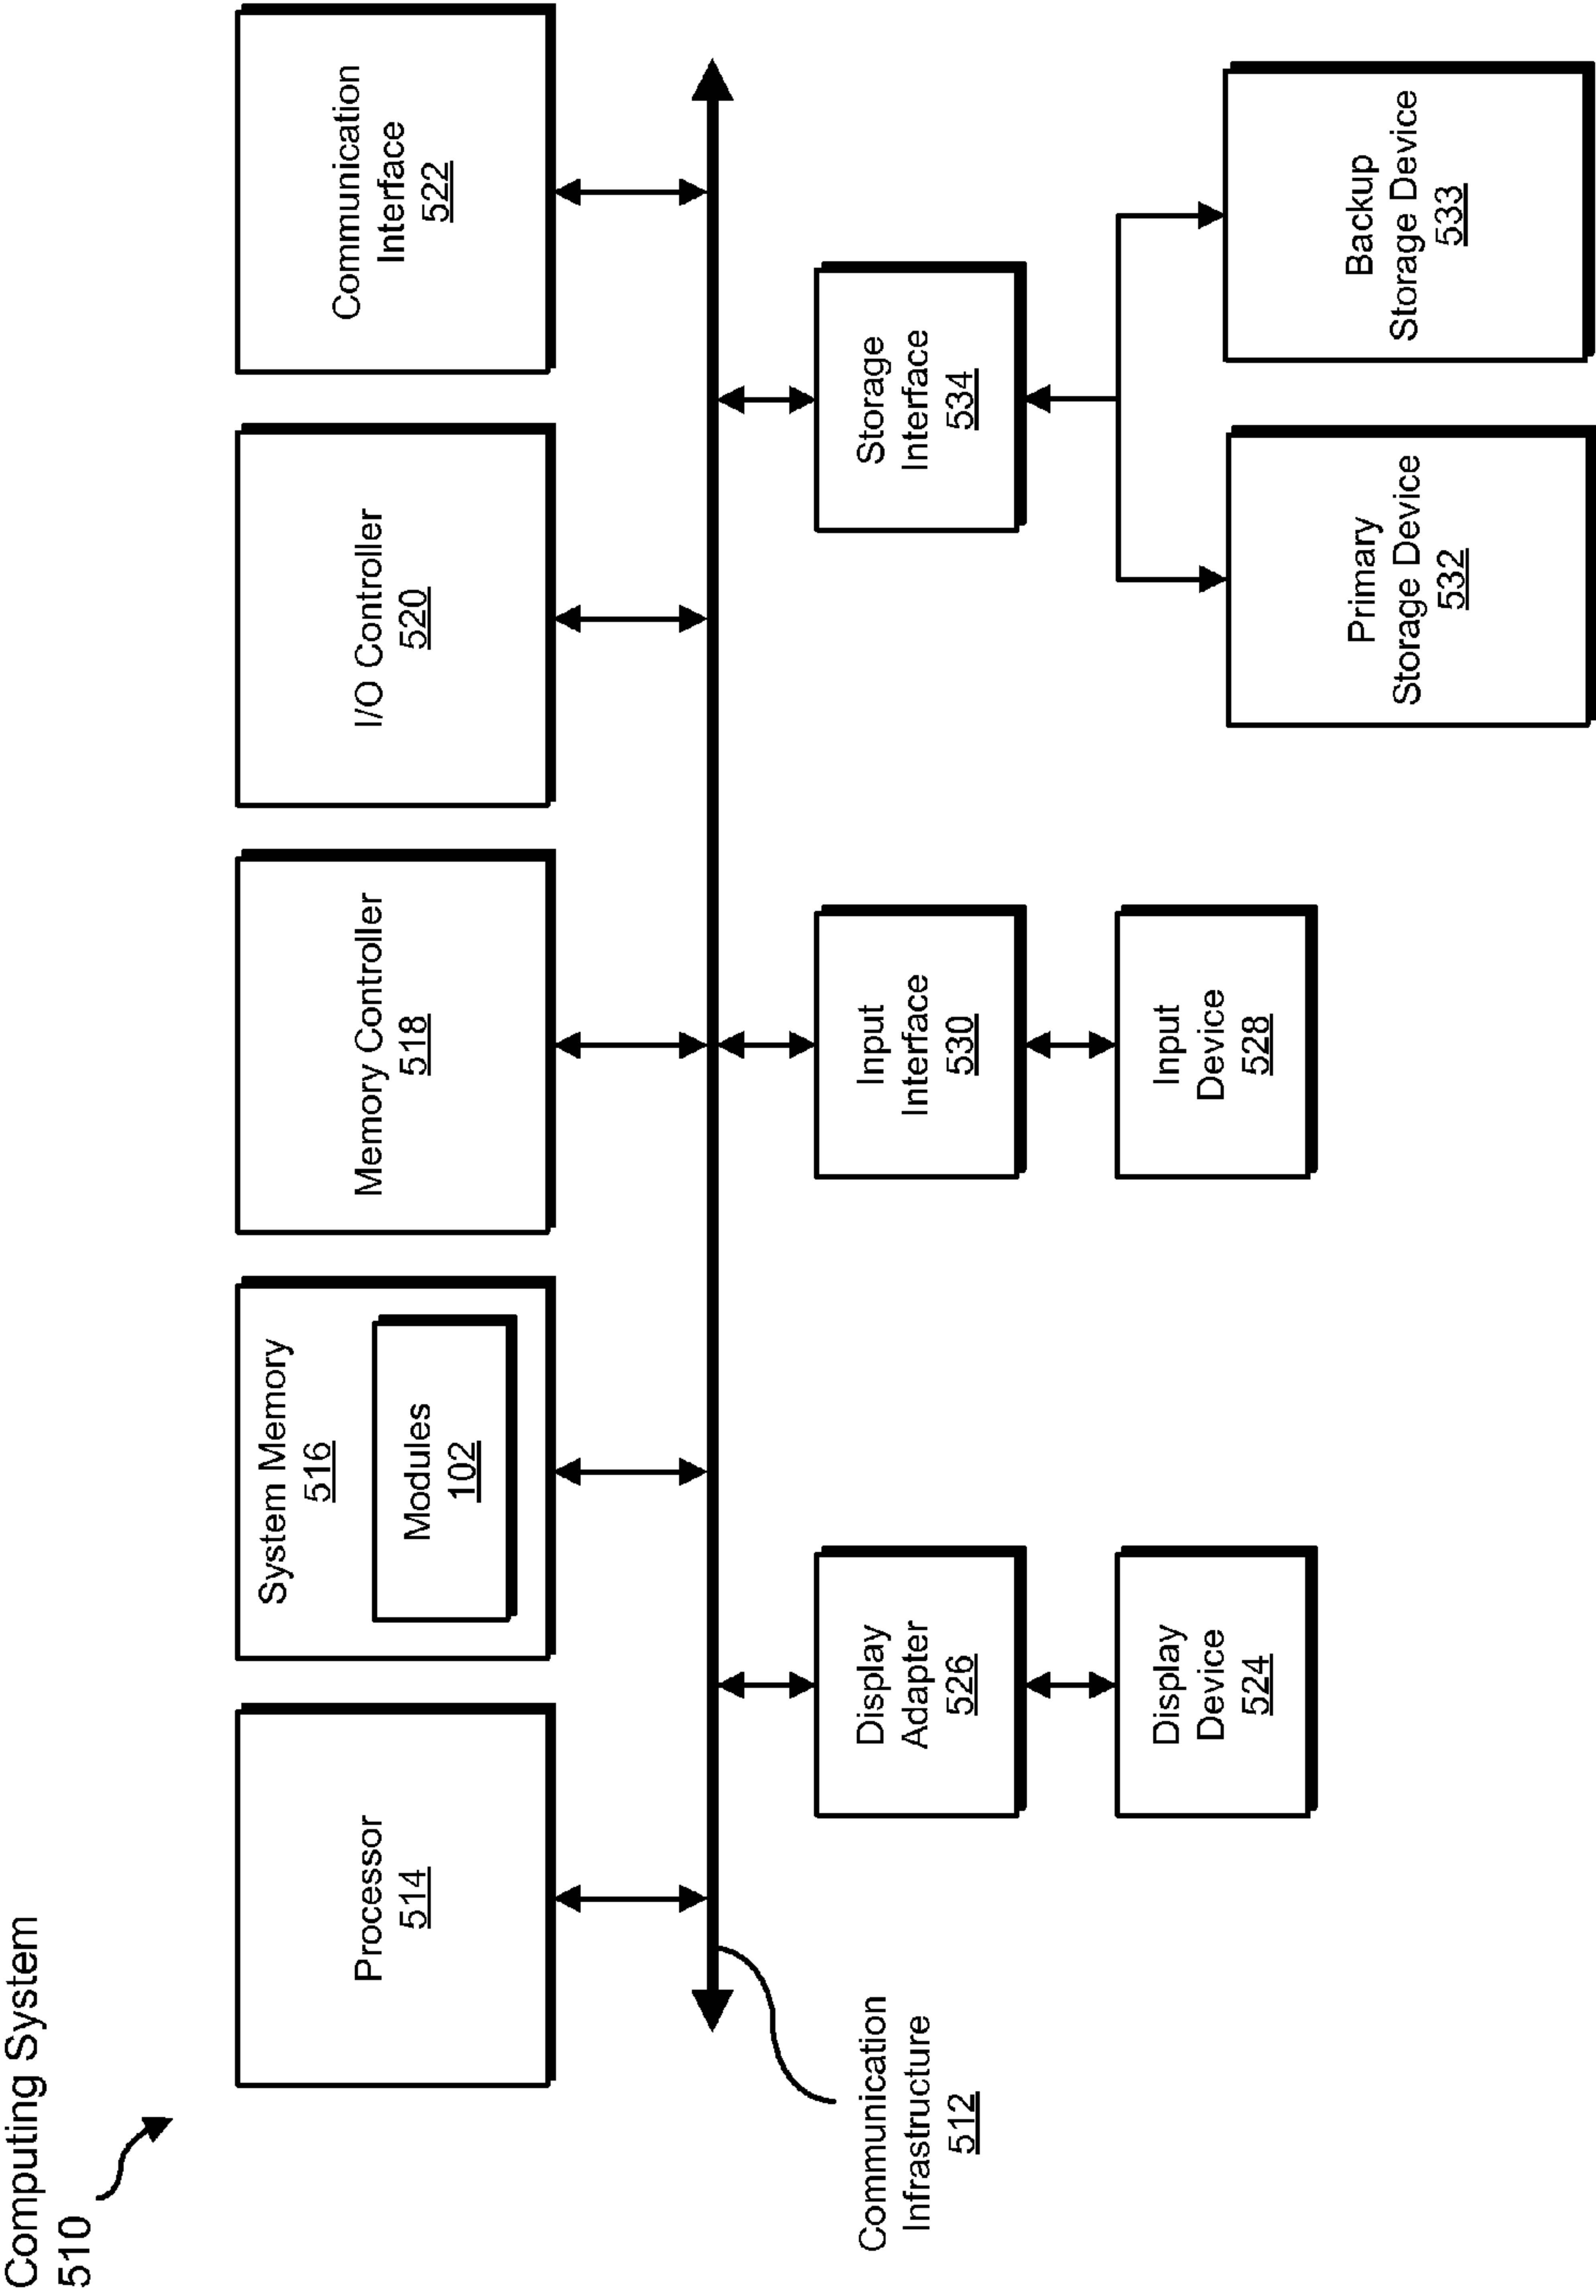 Computing System
510
Processor
514
System Memory
516
Modules
102
Memory Controller
518
I/O Controller
520
Communication
Interface
522
Communication
Infrastructure
512
Display
Adapter
526
Input
Interface
530
Storage
Interface
534
Display
Device
524
Input
Device
528
Primary
Storage Device
532
Backup
Storage Device
533